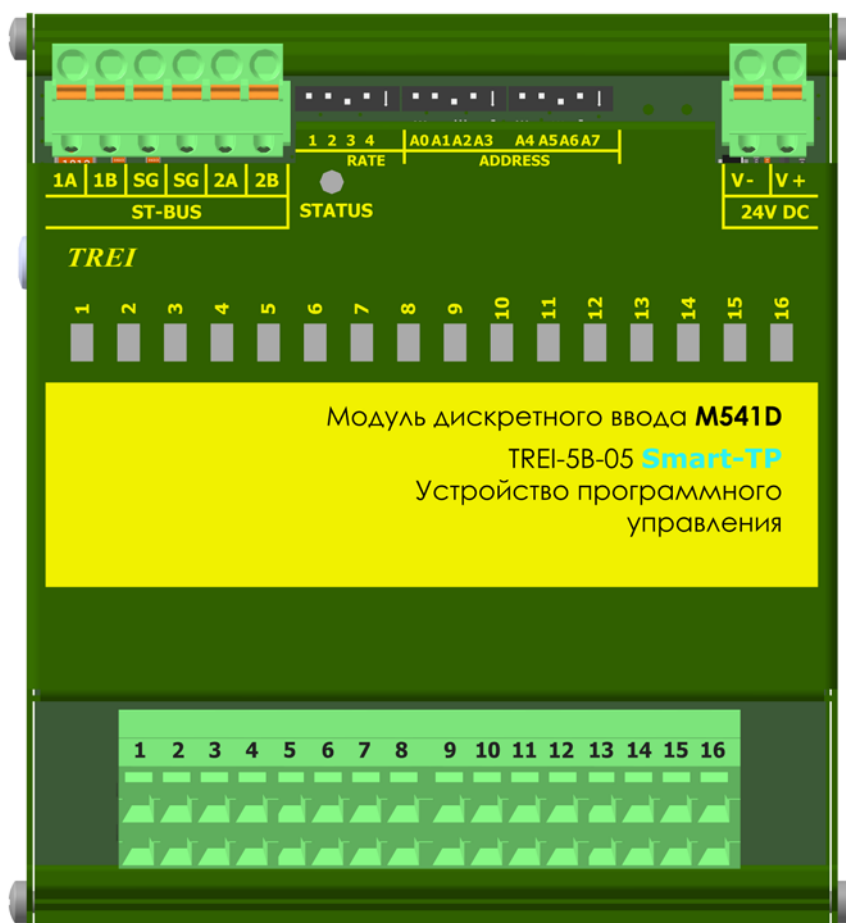 1 2 3 4 A0 A1 A2 A3 A4 A5 A6 A7
RATE ADDRESS
1A 1B SG SG 2A 2B V- V+
ST-BUS STATUS 24V DC
TREI
1 2 3 4 5 6 7 8 9 10 11 12 13 14 15 16
Модуль дискретного ввода M541D
TREI-5B-05 Smart-TP
Устройство программного
управления
1 2 3 4 5 6 7 8 9 10 11 12 13 14 15 16